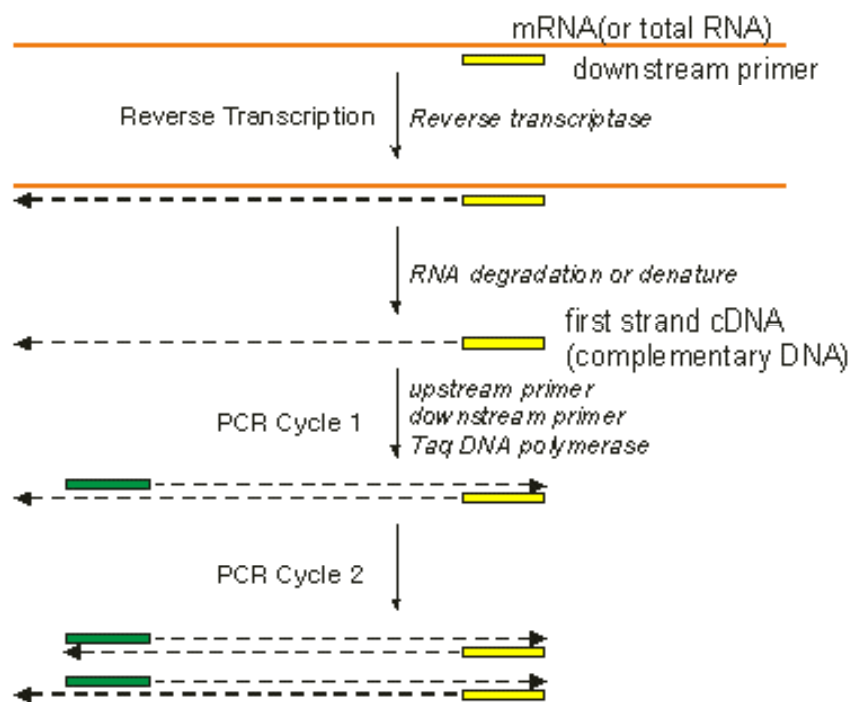 mRNA(or total RNA)
downstream primer
Reverse Transcription
Reverse transcriptase
RNA degradation or denature
first strand cDNA
(complementary DNA)
upstream primer
downstream primer
PCR Cycle 1
Taq DNA polymerase
PCR Cycle 2